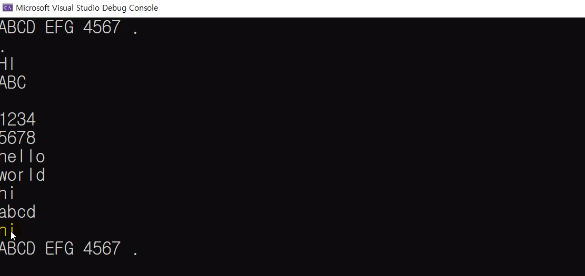 Microsoft Visual Studio Debug Console
ABCD EFG 4567 .
.
HI
ABC
1234
5678
hello
world
hi
abcd
hi
ABCD EFG 4567 .